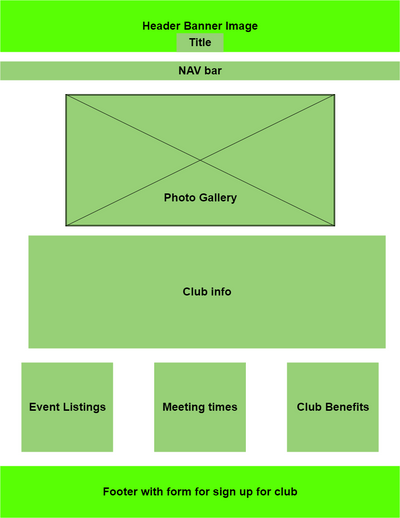 Header Banner Image
Title
NAV bar
Photo Gallery
Club info
Event Listings
Meeting times
Club Benefits
Footer with form for sign up for club